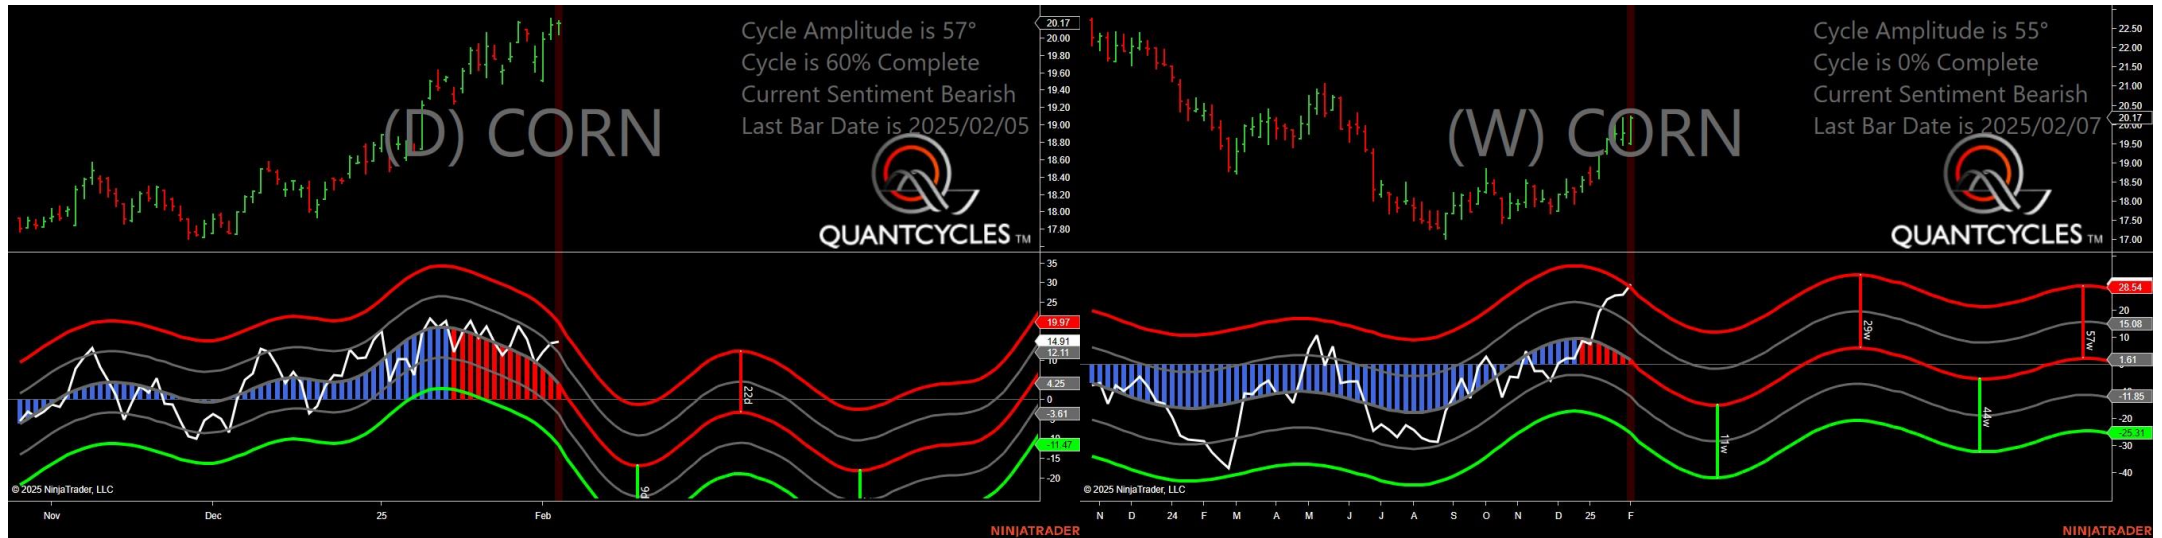 Cycle Amplitude is 57°
Cycle is 60% Complete
Current Sentiment Bearish
Last Bar Date is 2025/02/05
(D) CORN
QUANTCYCLES TM
20.17
20.00
19.80
19.60
19.40
19.20
19.00
18.80
18.60
18.40
18.20
18.00
17.80
35
30
25
19.97
14.91
12.11
10
4.25
0
-3.61
-11.47
-15
-20
22d
9d
© 2025 NinjaTrader, LLC
Nov
Dec
25
Feb
NINJATRADER
Cycle Amplitude is 55°
Cycle is 0% Complete
Current Sentiment Bearish
Last Bar Date is 2025/02/07
(W) CORN
QUANTCYCLES TM
22.50
22.00
21.50
21.00
20.50
20.17
20.00
19.50
19.00
18.50
18.00
17.50
17.00
28.54
20
15.08
10
1.61
-11.85
-20
-25.31
-30
-40
11w
29w
44w
57w
© 2025 NinjaTrader, LLC
N D 24 F M A M J J A S O N D 25 F
NINJATRADER